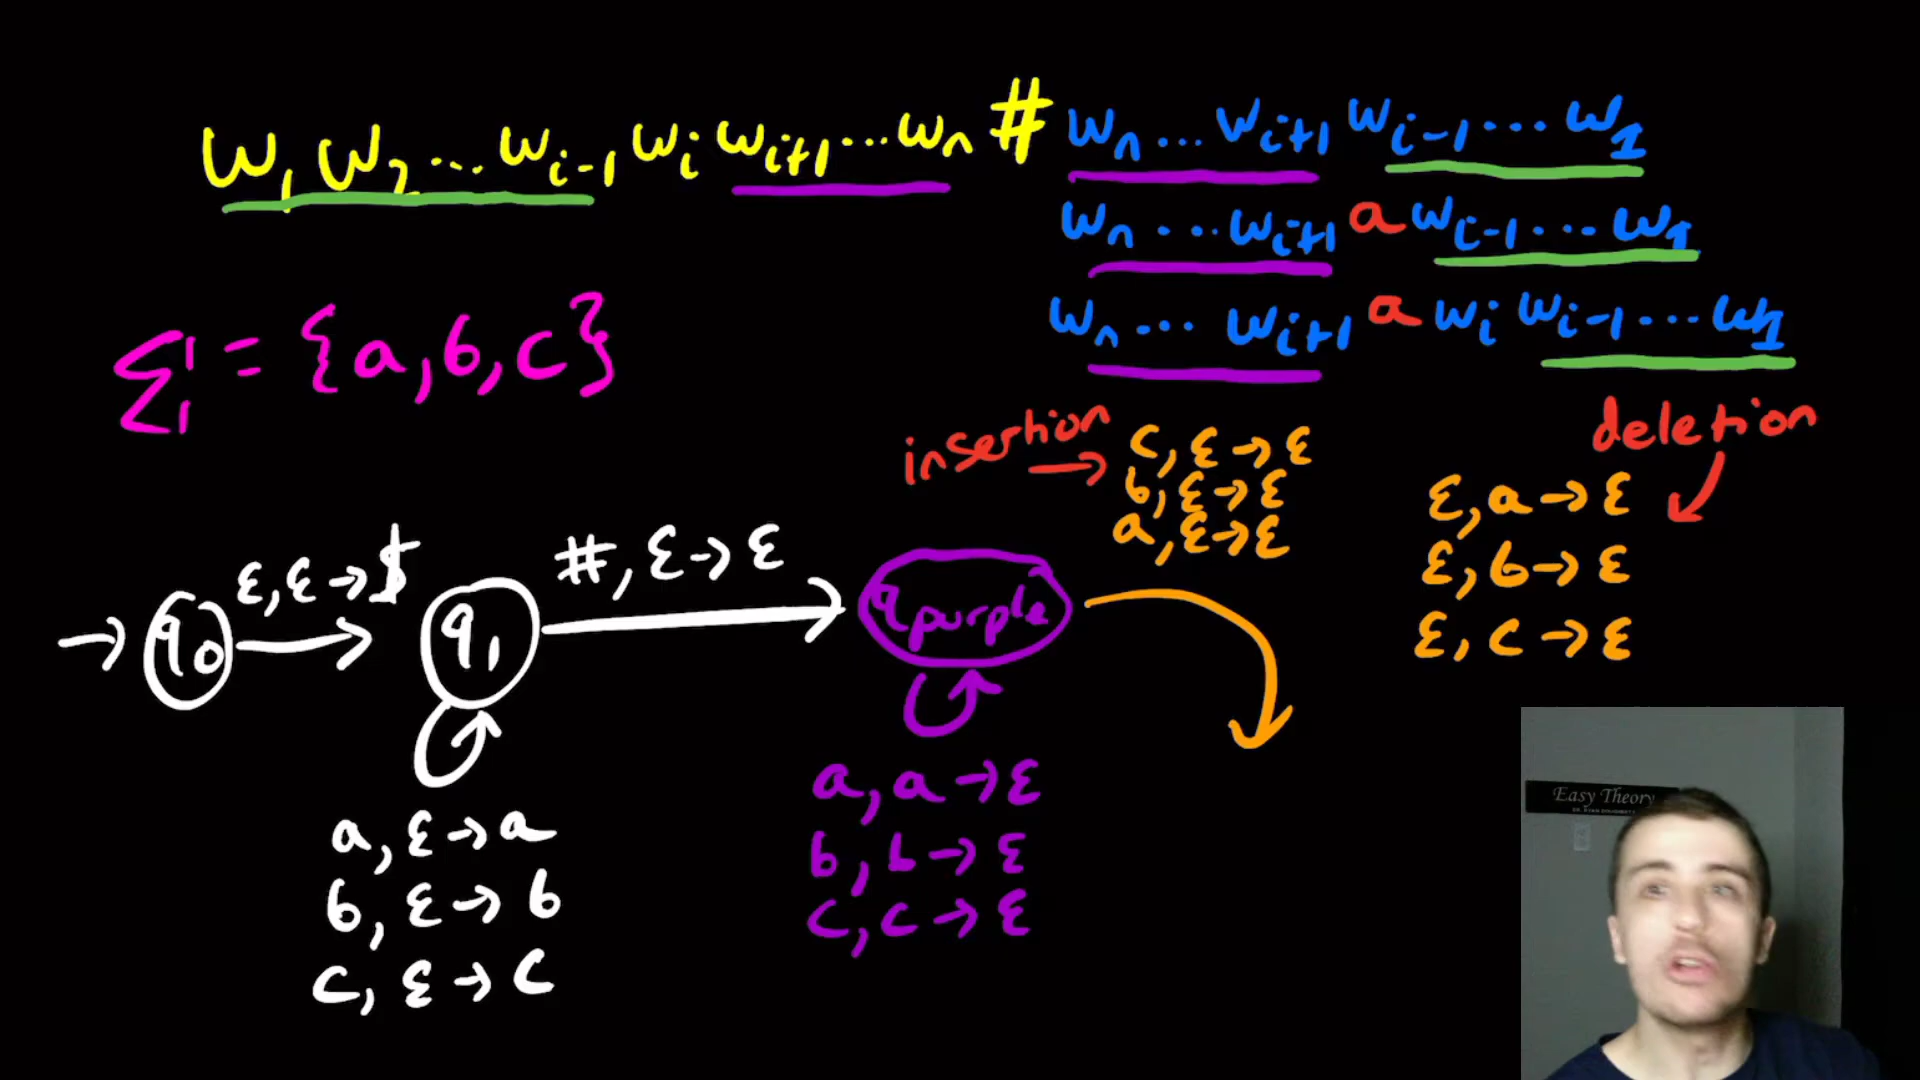 w₁ w₂ ... wᵢ₋₁ wᵢ wᵢ₊₁ ... wₙ # wₙ ... wᵢ₊₁ wᵢ₋₁ ... w₁
wₙ ... wᵢ₊₁ a wᵢ₋₁ ... w₁
wₙ ... wᵢ₊₁ a wᵢ wᵢ₋₁ ... w₁
Σ₁ = {a, b, c}
insertion →
c, ε → ε
b, ε → ε
a, ε → ε
deletion
ε, a → ε
ε, b → ε
ε, c → ε
→ q₀
ε, ε → $
q₁
#, ε → ε
q purple
a, ε → a
b, ε → b
c, ε → c
a, a → ε
b, b → ε
c, c → ε
Easy Theory